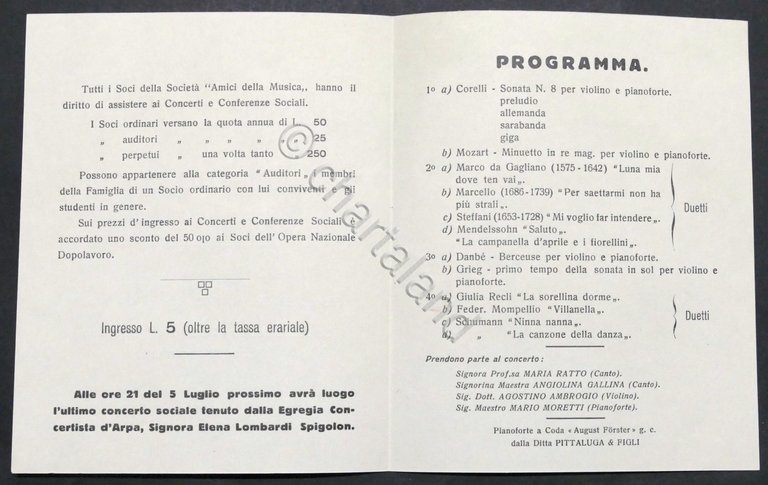 Tutti i Soci della Società "Amici della Musica„, hanno il
diritto di assistere ai Concerti e Conferenze Sociali.
I Soci ordinari versano la quota annua di L. 50
„ auditori „ „ „ „ „ „ 25
„ perpetui „ una volta tanto „ 250
Possono appartenere alla categoria "Auditori„ i membri
della Famiglia di un Socio ordinario con lui conviventi e gli
studenti in genere.
Sui prezzi d'ingresso ai Concerti e Conferenze Sociali è
accordato uno sconto del 50 o|o ai Soci dell'Opera Nazionale
Dopolavoro.
Ingresso L. 5 (oltre la tassa erariale)
Alle ore 21 del 5 Luglio prossimo avrà luogo
l'ultimo concerto sociale tenuto dalla Egregia Con-
certista d'Arpa, Signora Elena Lombardi Spigolon.
PROGRAMMA.
1º a) Corelli - Sonata N. 8 per violino e pianoforte.
preludio
allemanda
sarabanda
giga
b) Mozart - Minuetto in re mag. per violino e pianoforte.
2º a) Marco da Gagliano (1575 - 1642) "Luna mia
dove ten vai„.
b) Marcello (1686-1739) "Per saettarmi non ha
più strali„.
c) Steffani (1653-1728) "Mi voglio far intendere„.
d) Mendelssohn "Saluto„.
"La campanella d'aprile e i fiorellini„.
Duetti
3º a) Danbé - Berceuse per violino e pianoforte.
b) Grieg - primo tempo della sonata in sol per violino e
pianoforte.
4º a) Giulia Recli "La sorellina dorme„.
b) Feder. Mompellio "Villanella„.
c) Schumann "Ninna nanna„.
d) „ "La canzone della danza„.
Duetti
Prendono parte al concerto :
Signora Prof.sa MARIA RATTO (Canto).
Signorina Maestra ANGIOLINA GALLINA (Canto).
Sig. Dott. AGOSTINO AMBROGIO (Violino).
Sig. Maestro MARIO MORETTI (Pianoforte).
Pianoforte a Coda « August Förster » g. c.
dalla Ditta PITTALUGA & FIGLI
© chartaland